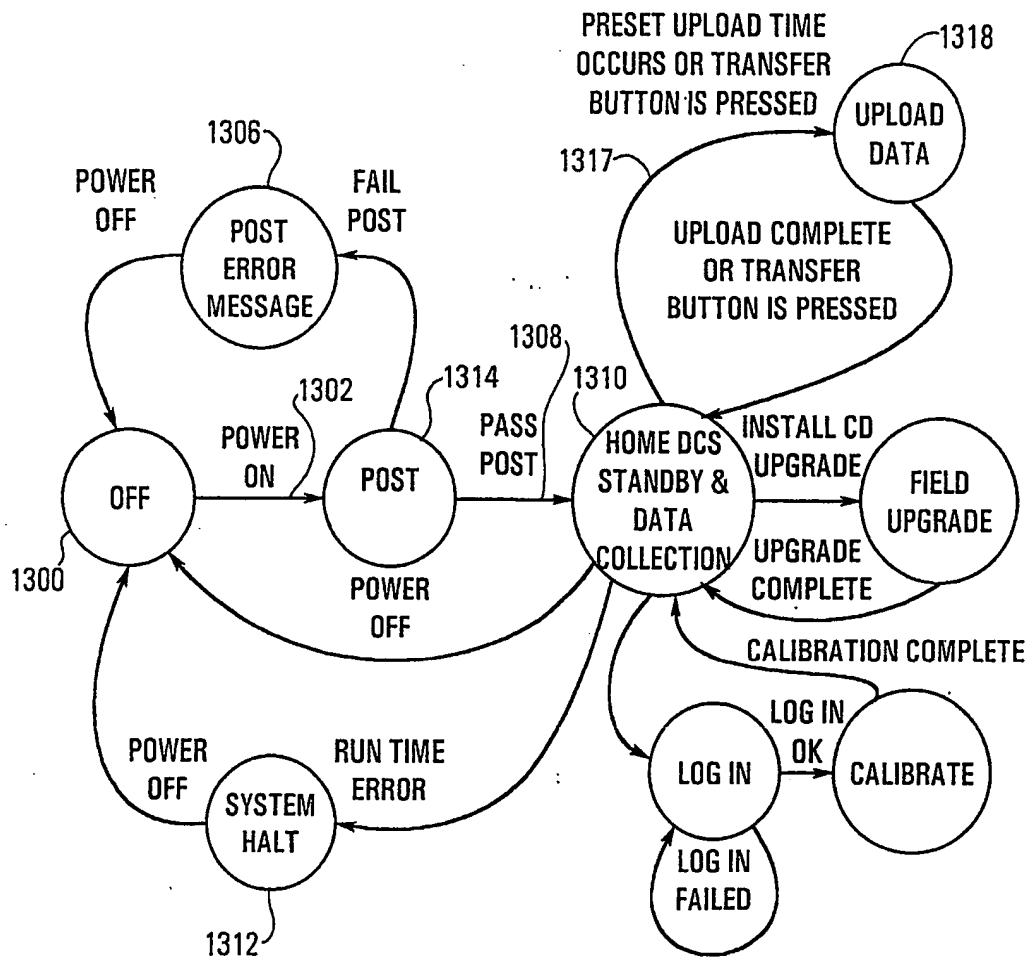 PRESET UPLOAD TIME
OCCURS OR TRANSFER
BUTTON IS PRESSED
1318
UPLOAD
DATA
1317
1306
POWER
OFF
FAIL
POST
POST
ERROR
MESSAGE
UPLOAD COMPLETE
OR TRANSFER
BUTTON IS PRESSED
1308
1302
1314
1310
POWER
ON
PASS
POST
OFF
POST
HOME DCS
STANDBY &
DATA
COLLECTION
INSTALL CD
UPGRADE
FIELD
UPGRADE
UPGRADE
COMPLETE
1300
POWER
OFF
CALIBRATION COMPLETE
POWER
OFF
RUN TIME
ERROR
SYSTEM
HALT
LOG IN
LOG IN
OK
CALIBRATE
LOG IN
FAILED
1312